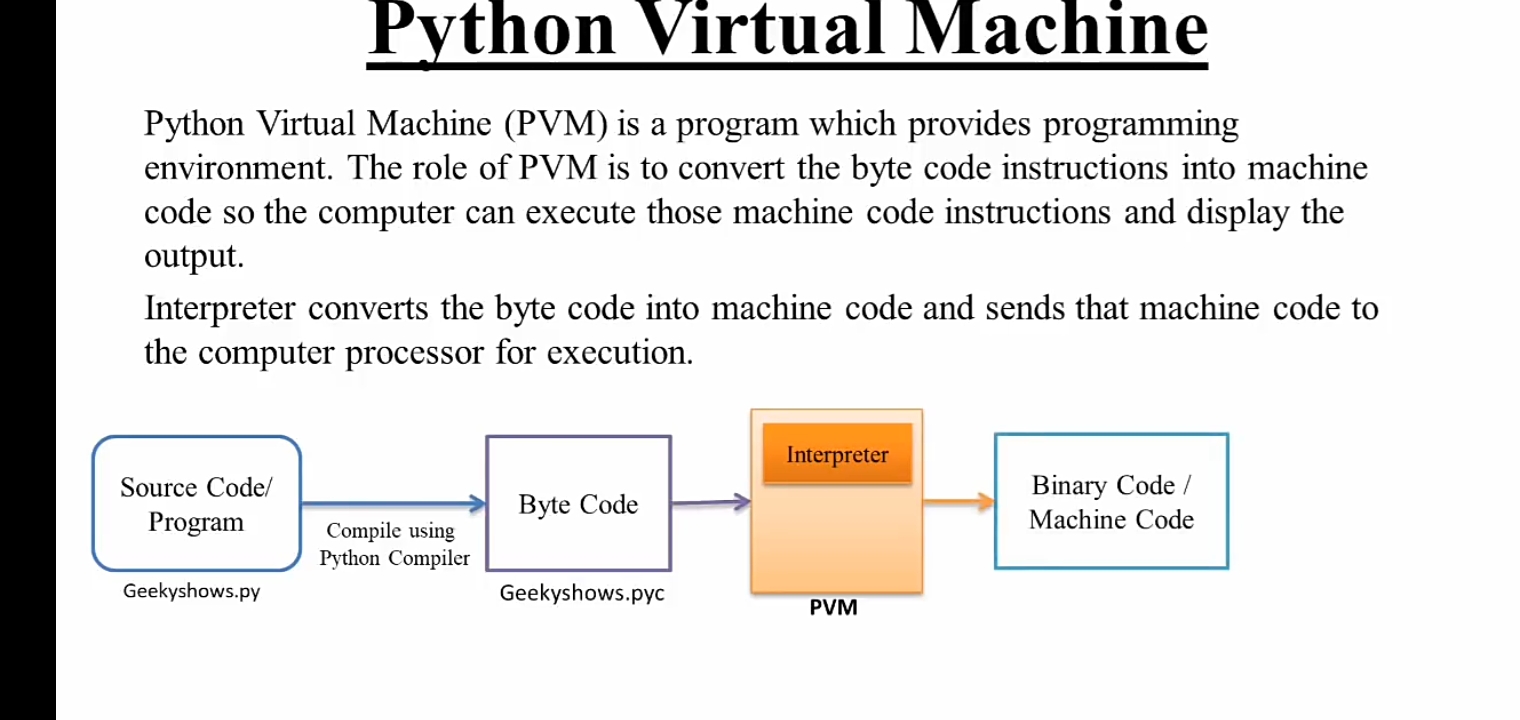 Python Virtual Machine
Python Virtual Machine (PVM) is a program which provides programming
environment. The role of PVM is to convert the byte code instructions into machine
code so the computer can execute those machine code instructions and display the
output.
Interpreter converts the byte code into machine code and sends that machine code to
the computer processor for execution.
Source Code/
Program
Geekyshows.py
Compile using
Python Compiler
Byte Code
Geekyshows.pyc
Interpreter
PVM
Binary Code /
Machine Code